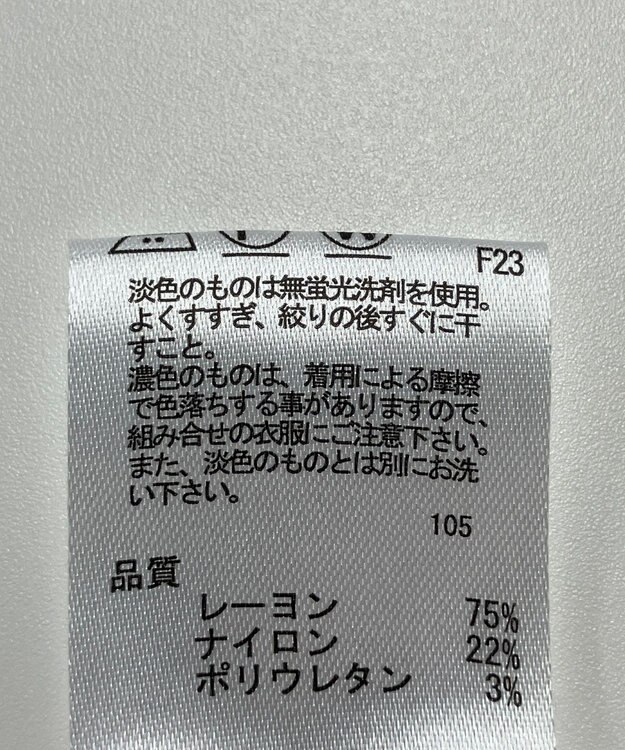 P W
F23
淡色のものは無蛍光洗剤を使用。
よくすすぎ、絞りの後すぐに干
すこと。
濃色のものは、着用による摩擦
で色落ちする事がありますので、
組み合せの衣服にご注意下さい。
また、淡色のものとは別にお洗
い下さい。
105
品質
レーヨン 75%
ナイロン 22%
ポリウレタン 3%